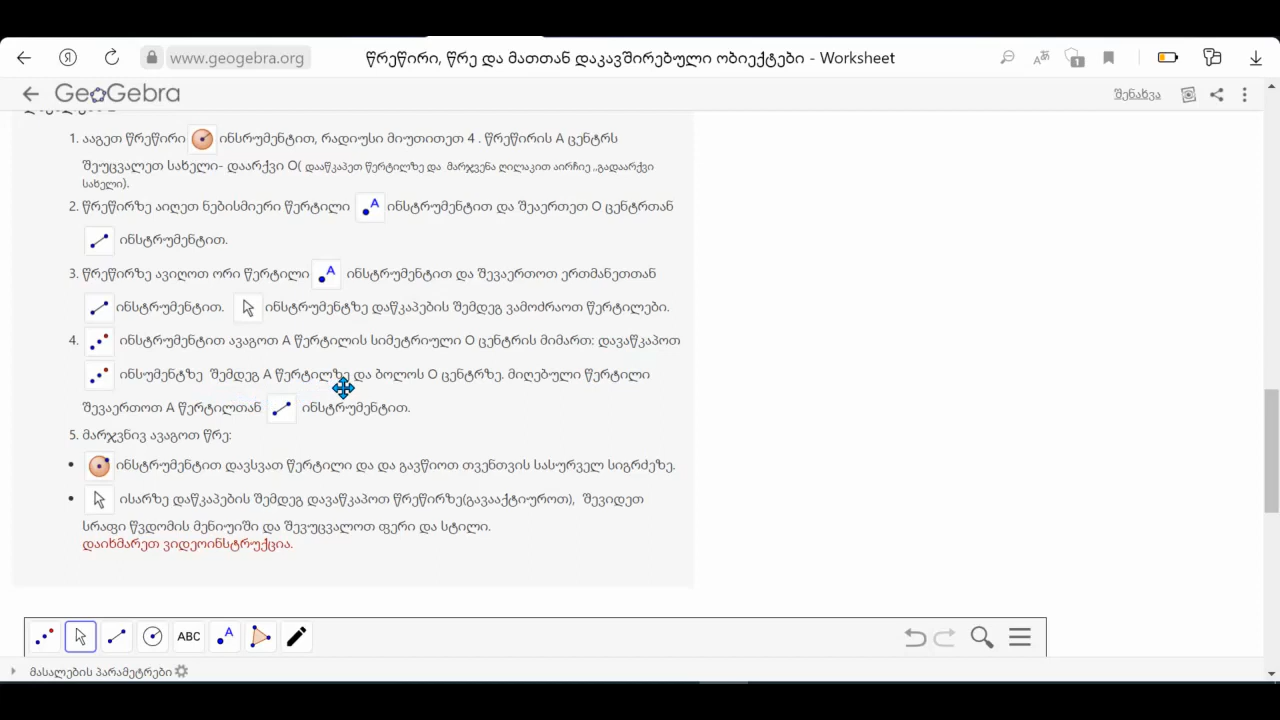 www.geogebra.org
წრეწირი, წრე და მათთან დაკავშირებული ობიექტები - Worksheet
1
GeoGebra
შენახვა
1. ააგეთ წრეწირი ინსრუმენტით, რადიუსი მიუთითეთ 4 . წრეწირის A ცენტრს
შეუცვალეთ სახელი- დაარქვი O( დააწკაპეთ წერტილზე და მარჯვენა ღილაკით აირჩიე ,,გადაარქვი
სახელი).
2. წრეწირზე აიღეთ ნებისმიერი წერტილი A ინსტრუმენტით და შეაერთეთ O ცენტრთან
ინსტრუმენტით.
3. წრეწირზე ავიღოთ ორი წერტილი A ინსტრუმენტით და შევაერთოთ ერთმანეთთან
ინსტრუმენტით. ინსტრუმენტზე დაწკაპების შემდეგ ვამოძრაოთ წერტილები.
4. ინსტრუმენტით ავაგოთ A წერტილის სიმეტრიული O ცენტრის მიმართ: დავაწკაპოთ
ინსუმენტზე შემდეგ A წერტილზე და ბოლოს O ცენტრზე. მიღებული წერტილი
შევაერთოთ A წერტილთან ინსტრუმენტით.
5. მარჯვნივ ავაგოთ წრე:
• ინსტრუმენტით დავსვათ წერტილი და და გავწიოთ თვენთვის სასურველ სიგრძეზე.
• ისარზე დაწკაპების შემდეგ დავაწკაპოთ წრეწირზე(გავააქტიუროთ), შევიდეთ
სრაფი წვდომის მენიუიში და შევუცვალოთ ფერი და სტილი.
დაიხმარეთ ვიდეოინსტრუქცია.
ABC A
მასალების პარამეტრები